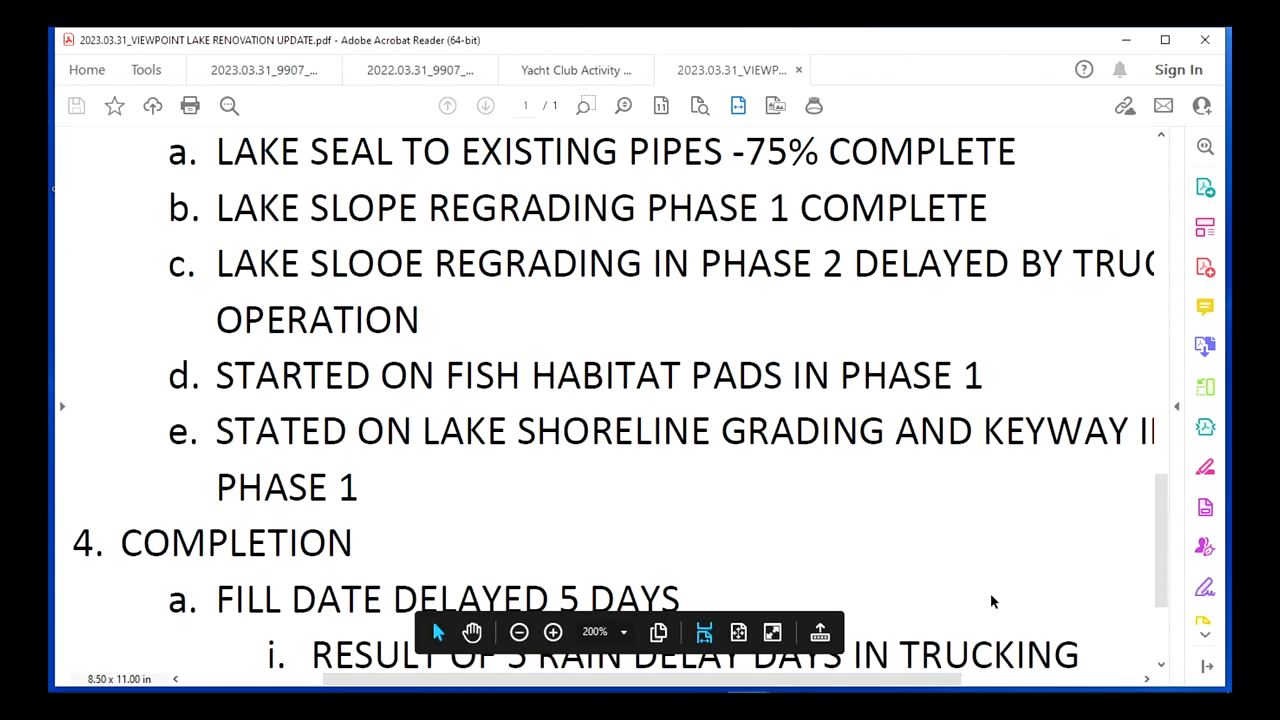 2023.03.31_VIEWPOINT LAKE RENOVATION UPDATE.pdf - Adobe Acrobat Reader (64-bit)
Home Tools 2023.03.31_9907_... 2022.03.31_9907_... Yacht Club Activity ... 2023.03.31_VIEWP... × Sign In
1 / 1
a. LAKE SEAL TO EXISTING PIPES -75% COMPLETE
b. LAKE SLOPE REGRADING PHASE 1 COMPLETE
c. LAKE SLOOE REGRADING IN PHASE 2 DELAYED BY
OPERATION
d. STARTED ON FISH HABITAT PADS IN PHASE 1
e. STATED ON LAKE SHORELINE GRADING AND KEYWAY
PHASE 1
4. COMPLETION
a. FILL DATE DELAYED 5 DAYS
200%
i. RESULT OF RAIN DELAY DAYS IN TRUCKING
8.50 x 11.00 in